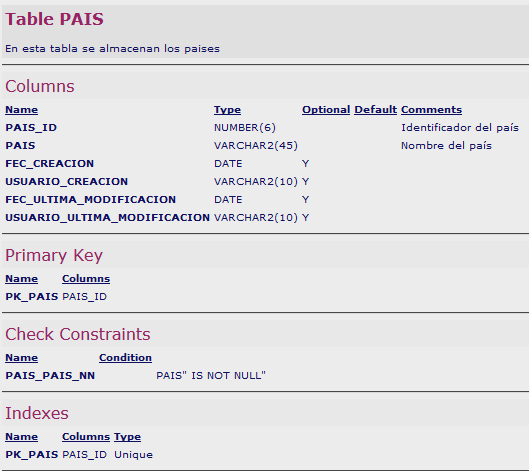 Table PAIS
En esta tabla se almacenan los paises
Columns
Name Type Optional Default Comments
PAIS_ID NUMBER(6) Identificador del país
PAIS VARCHAR2(45) Nombre del país
FEC_CREACION DATE Y
USUARIO_CREACION VARCHAR2(10) Y
FEC_ULTIMA_MODIFICACION DATE Y
USUARIO_ULTIMA_MODIFICACION VARCHAR2(10) Y
Primary Key
Name Columns
PK_PAIS PAIS_ID
Check Constraints
Name Condition
PAIS_PAIS_NN PAIS" IS NOT NULL"
Indexes
Name Columns Type
PK_PAIS PAIS_ID Unique